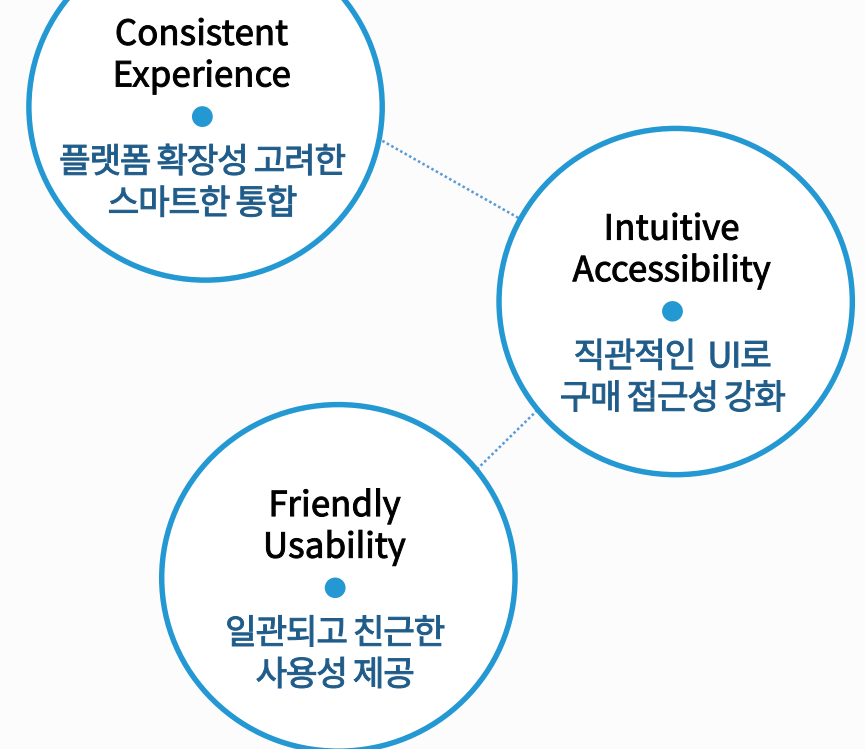 Consistent
Experience
플랫폼 확장성 고려한
스마트한 통합
Intuitive
Accessibility
직관적인 UI로
구매 접근성 강화
Friendly
Usability
일관되고 친근한
사용성 제공